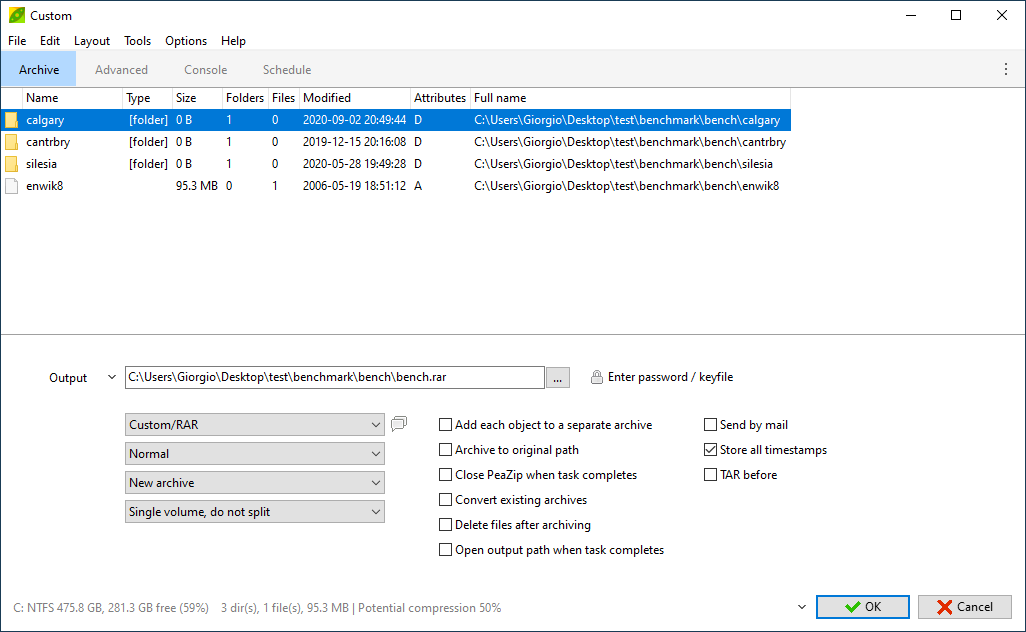 Custom
File Edit Layout Tools Options Help
Archive Advanced Console Schedule
Name Type Size Folders Files Modified Attributes Full name
calgary [folder] 0 B 1 0 2020-09-02 20:49:44 D C:\Users\Giorgio\Desktop\test\benchmark\bench\calgary
cantrbry [folder] 0 B 1 0 2019-12-15 20:16:08 D C:\Users\Giorgio\Desktop\test\benchmark\bench\cantrbry
silesia [folder] 0 B 1 0 2020-05-28 19:49:28 D C:\Users\Giorgio\Desktop\test\benchmark\bench\silesia
enwik8 95.3 MB 0 1 2006-05-19 18:51:12 A C:\Users\Giorgio\Desktop\test\benchmark\bench\enwik8
Output C:\Users\Giorgio\Desktop\test\benchmark\bench\bench.rar ... Enter password / keyfile
Custom/RAR Add each object to a separate archive Send by mail
Normal Archive to original path Store all timestamps
New archive Close PeaZip when task completes TAR before
Single volume, do not split Convert existing archives
Delete files after archiving
Open output path when task completes
C: NTFS 475.8 GB, 281.3 GB free (59%) 3 dir(s), 1 file(s), 95.3 MB | Potential compression 50% OK Cancel